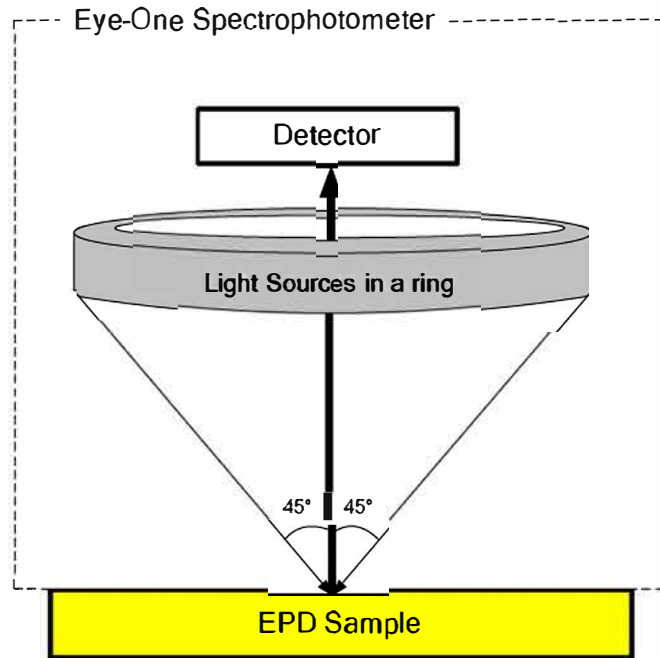 Eye-One Spectrophotometer
Detector
Light Sources in a ring
45° 45°
EPD Sample